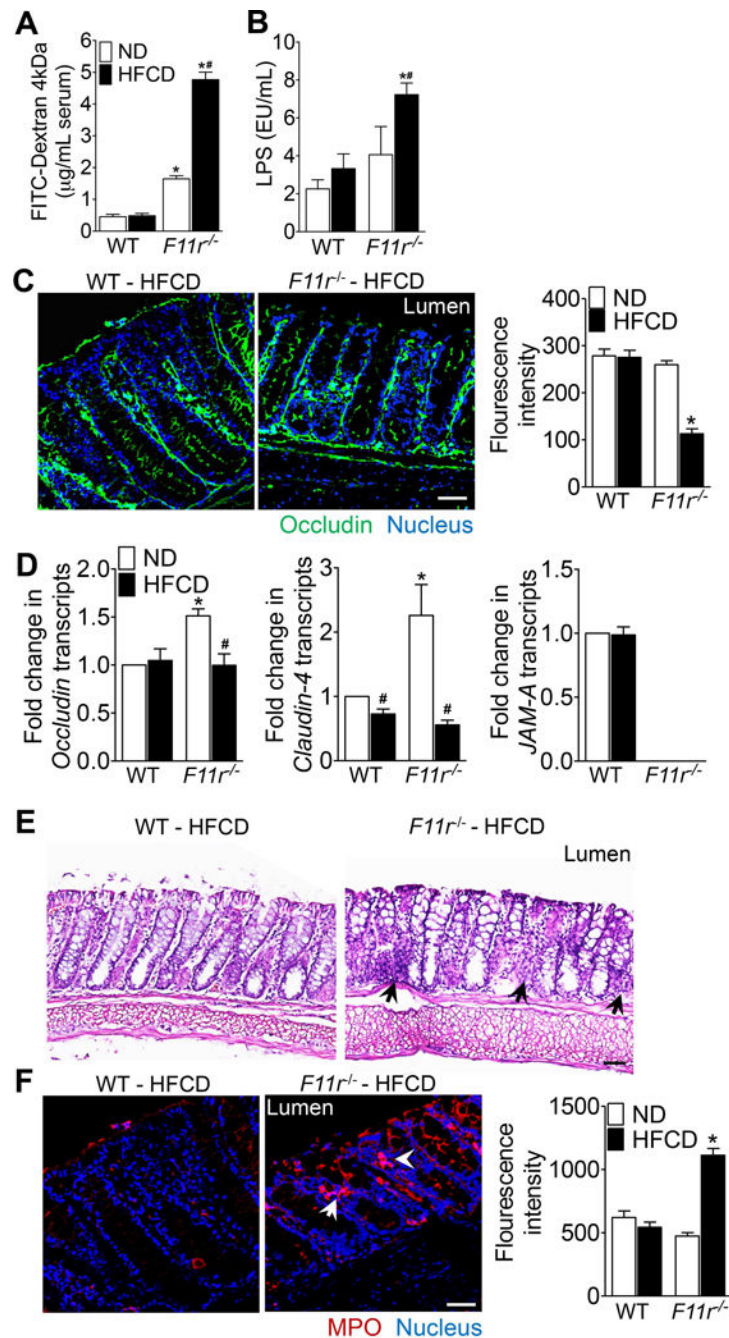 A
ND
HFCD
FITC-Dextran 4kDa
(µg/mL serum)
6
5
4
3
2
1
0
*
*#
WT
F11r-/-
B
LPS (EU/mL)
10
8
6
4
2
0
*#
WT
F11r-/-
C
WT - HFCD
F11r-/- - HFCD
Lumen
Occludin Nucleus
Flourescence
intensity
400
300
200
100
0
ND
HFCD
*
WT
F11r-/-
D
ND
HFCD
Fold change in
Occludin transcripts
2.0
1.5
1.0
0.5
0.0
*
#
WT
F11r-/-
Fold change in
Claudin-4 transcripts
3
2
1
0
#
*
#
WT
F11r-/-
Fold change in
JAM-A transcripts
1.5
1.0
0.5
0.0
WT
F11r-/-
E
WT - HFCD
F11r-/- - HFCD
Lumen
F
WT - HFCD
F11r-/- - HFCD
Lumen
MPO Nucleus
Flourescence
intensity
1500
1000
500
0
ND
HFCD
*
WT
F11r-/-